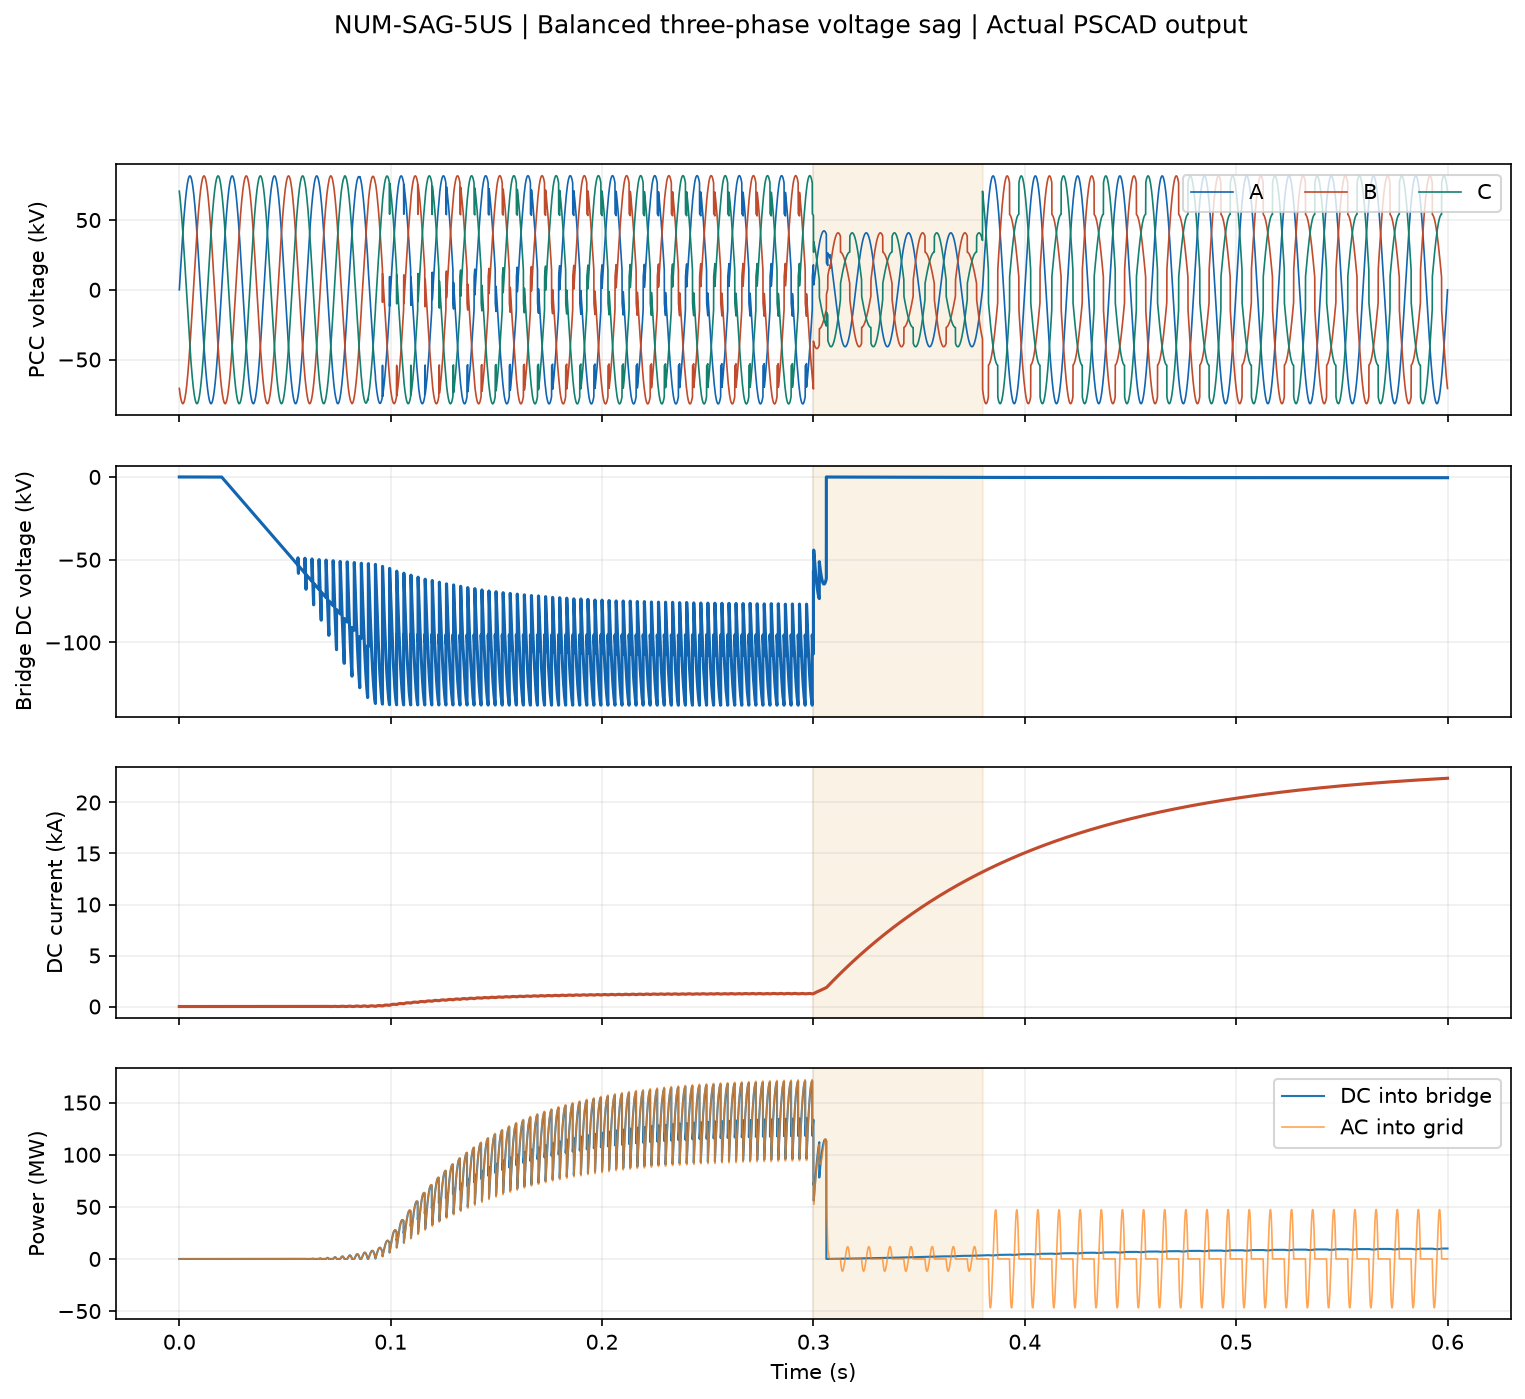 NUM-SAG-5US | Balanced three-phase voltage sag | Actual PSCAD output
PCC voltage (kV)
50
0
−50
A B C
Bridge DC voltage (kV)
0
−50
−100
DC current (kA)
20
15
10
5
0
Power (MW)
150
100
50
0
−50
DC into bridge
AC into grid
0.0 0.1 0.2 0.3 0.4 0.5 0.6
Time (s)